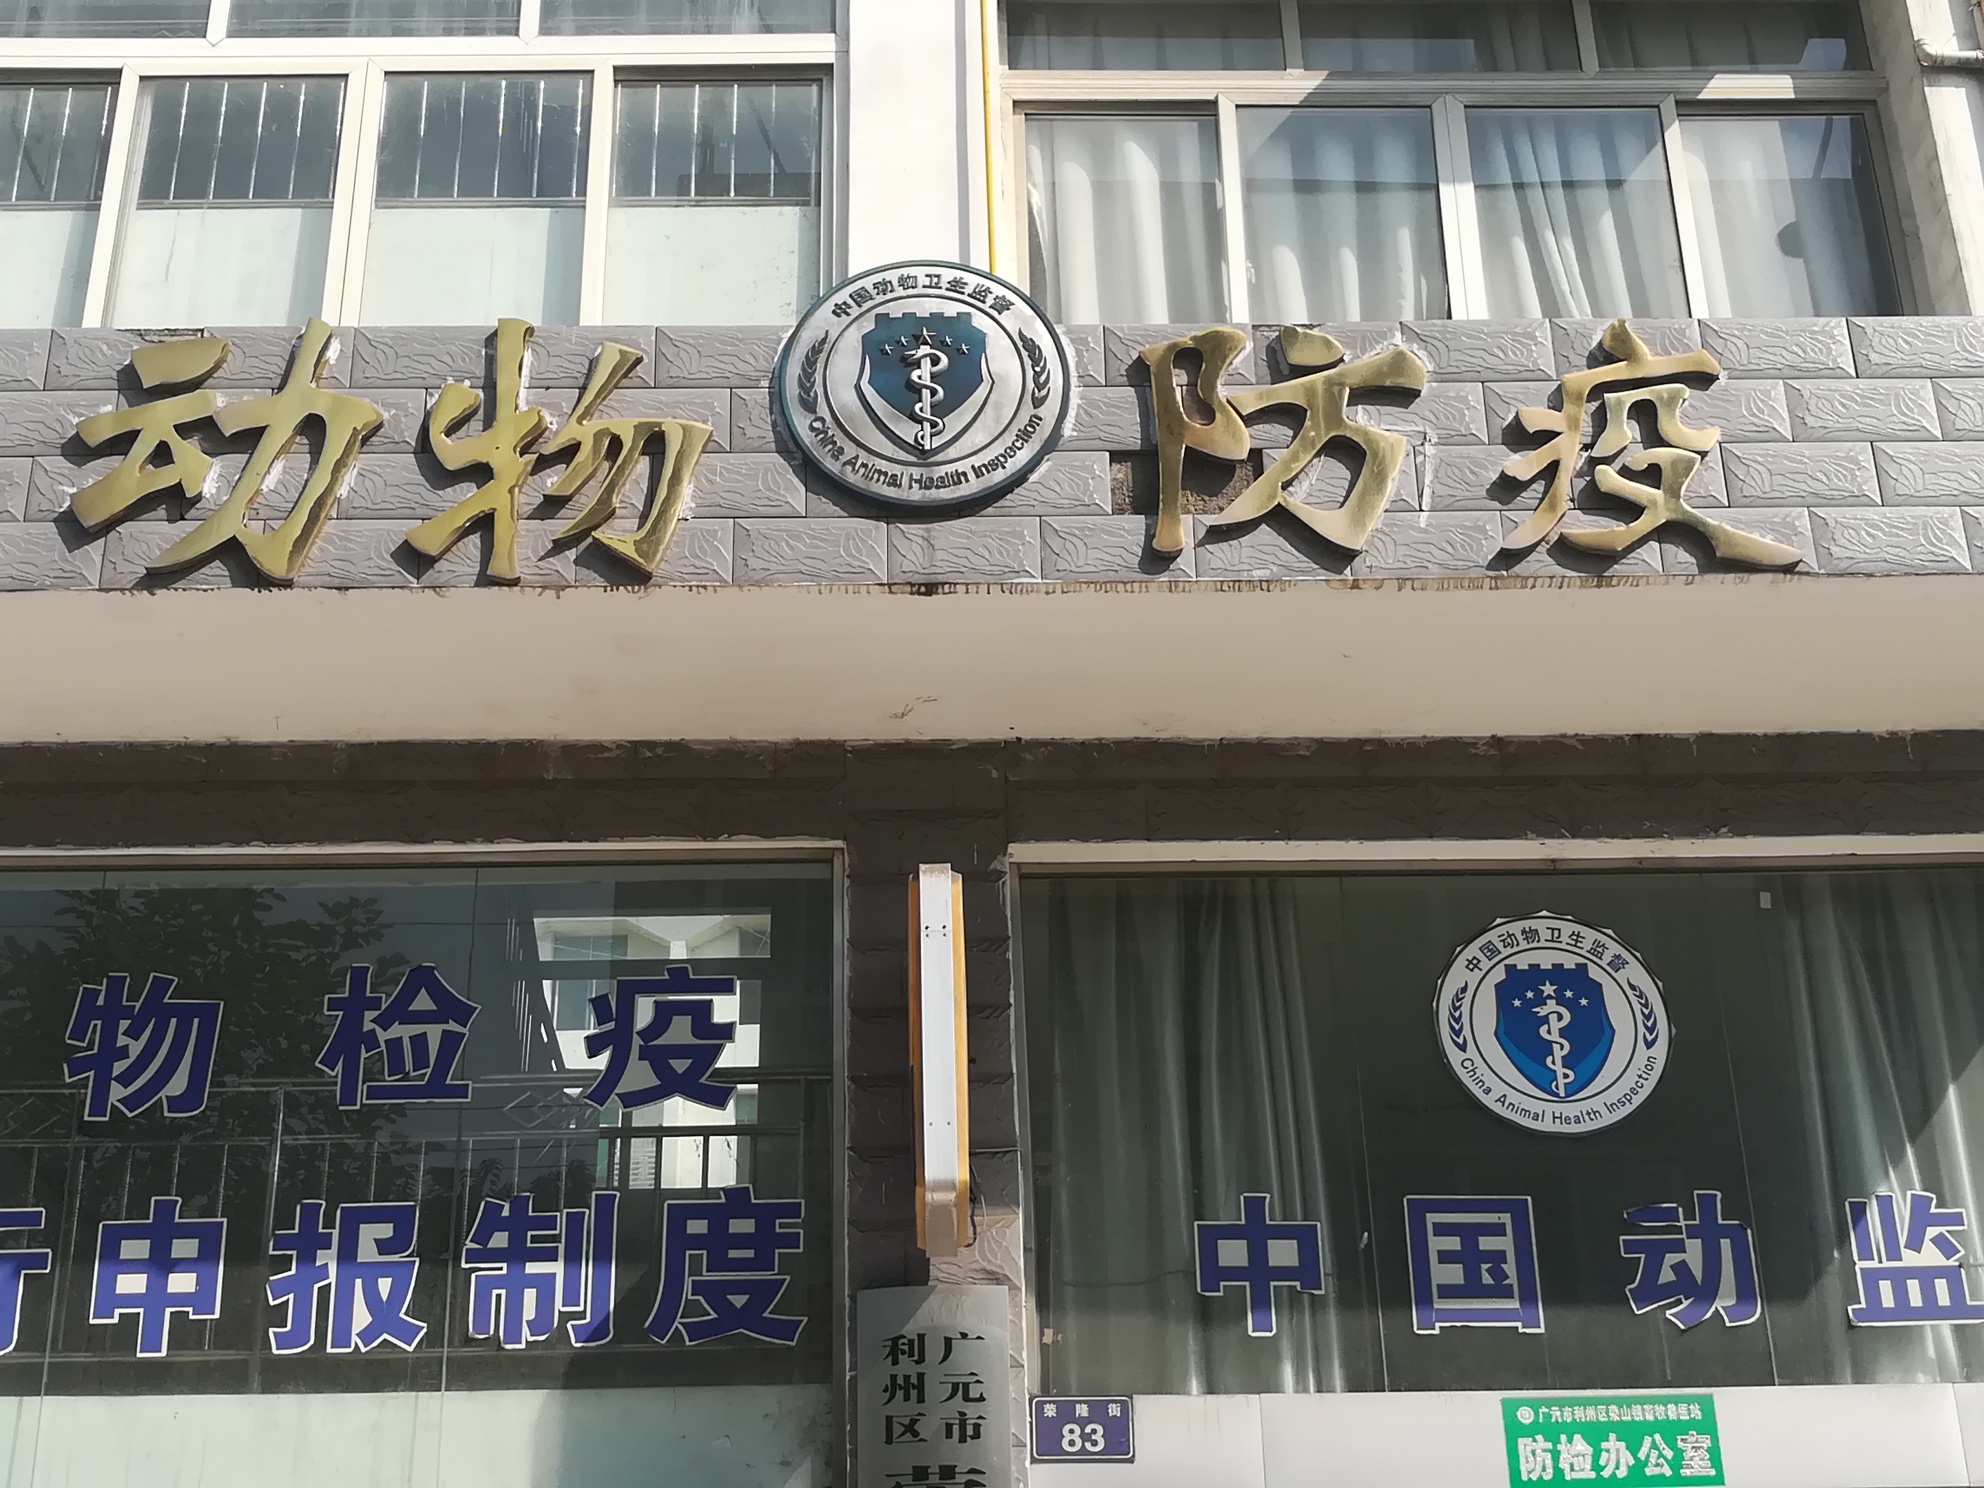 动物防疫
中国动物卫生监督
China Animal Health Inspection
物检疫
行申报制度
中国动物卫生监督
China Animal Health Inspection
中国动监
广元市
利州区
荣隆街
83
广元市利州区荣山镇畜牧兽医站
防检办公室